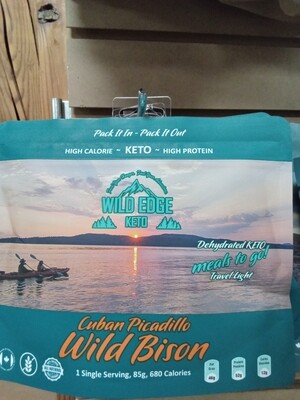 Pack It In - Pack It Out
HIGH CALORIE - KETO - HIGH PROTEIN
WILD EDGE
KETO
Dehydrated KETO
meals to go!
Travel Light
Cuban Picadillo
Wild Bison
1 Single Serving, 85g, 680 Calories